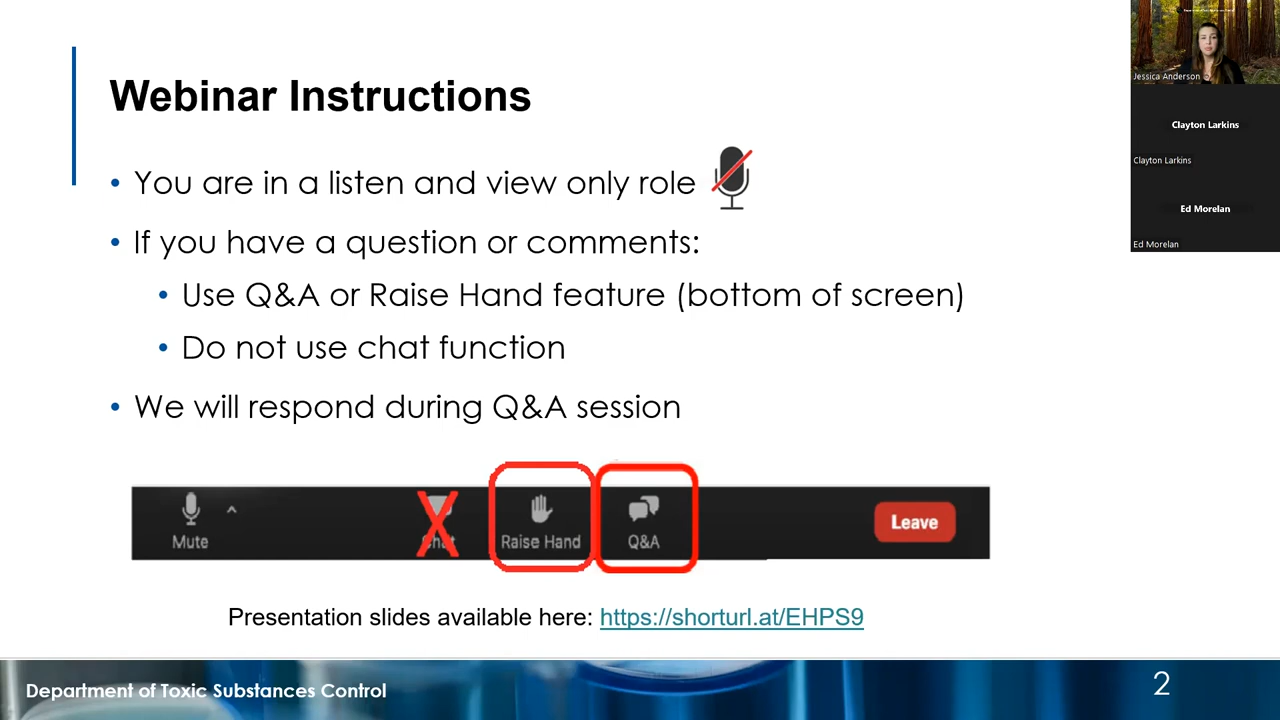 Webinar Instructions
• You are in a listen and view only role
• If you have a question or comments:
• Use Q&A or Raise Hand feature (bottom of screen)
• Do not use chat function
• We will respond during Q&A session
Mute
Chat
Raise Hand
Q&A
Leave
Presentation slides available here: https://shorturl.at/EHPS9
Department of Toxic Substances Control
2
Jessica Anderson
Clayton Larkins
Clayton Larkins
Ed Morelan
Ed Morelan